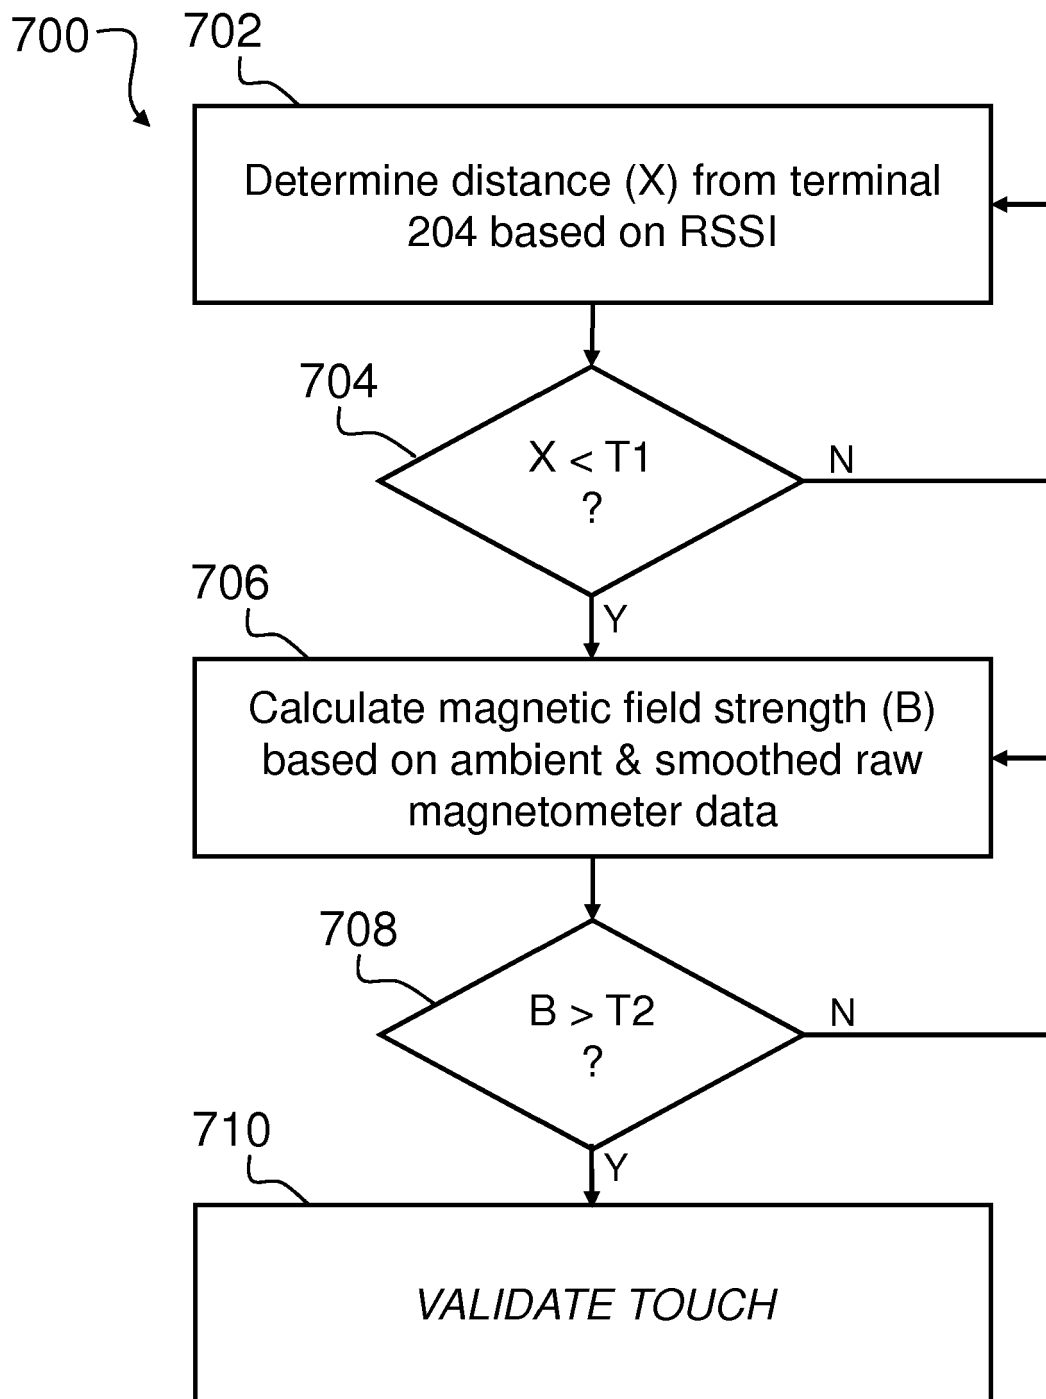 700
702
Determine distance (X) from terminal
204 based on RSSI
704
X < T1
?
N
Y
706
Calculate magnetic field strength (B)
based on ambient & smoothed raw
magnetometer data
708
B > T2
?
N
Y
710
VALIDATE TOUCH